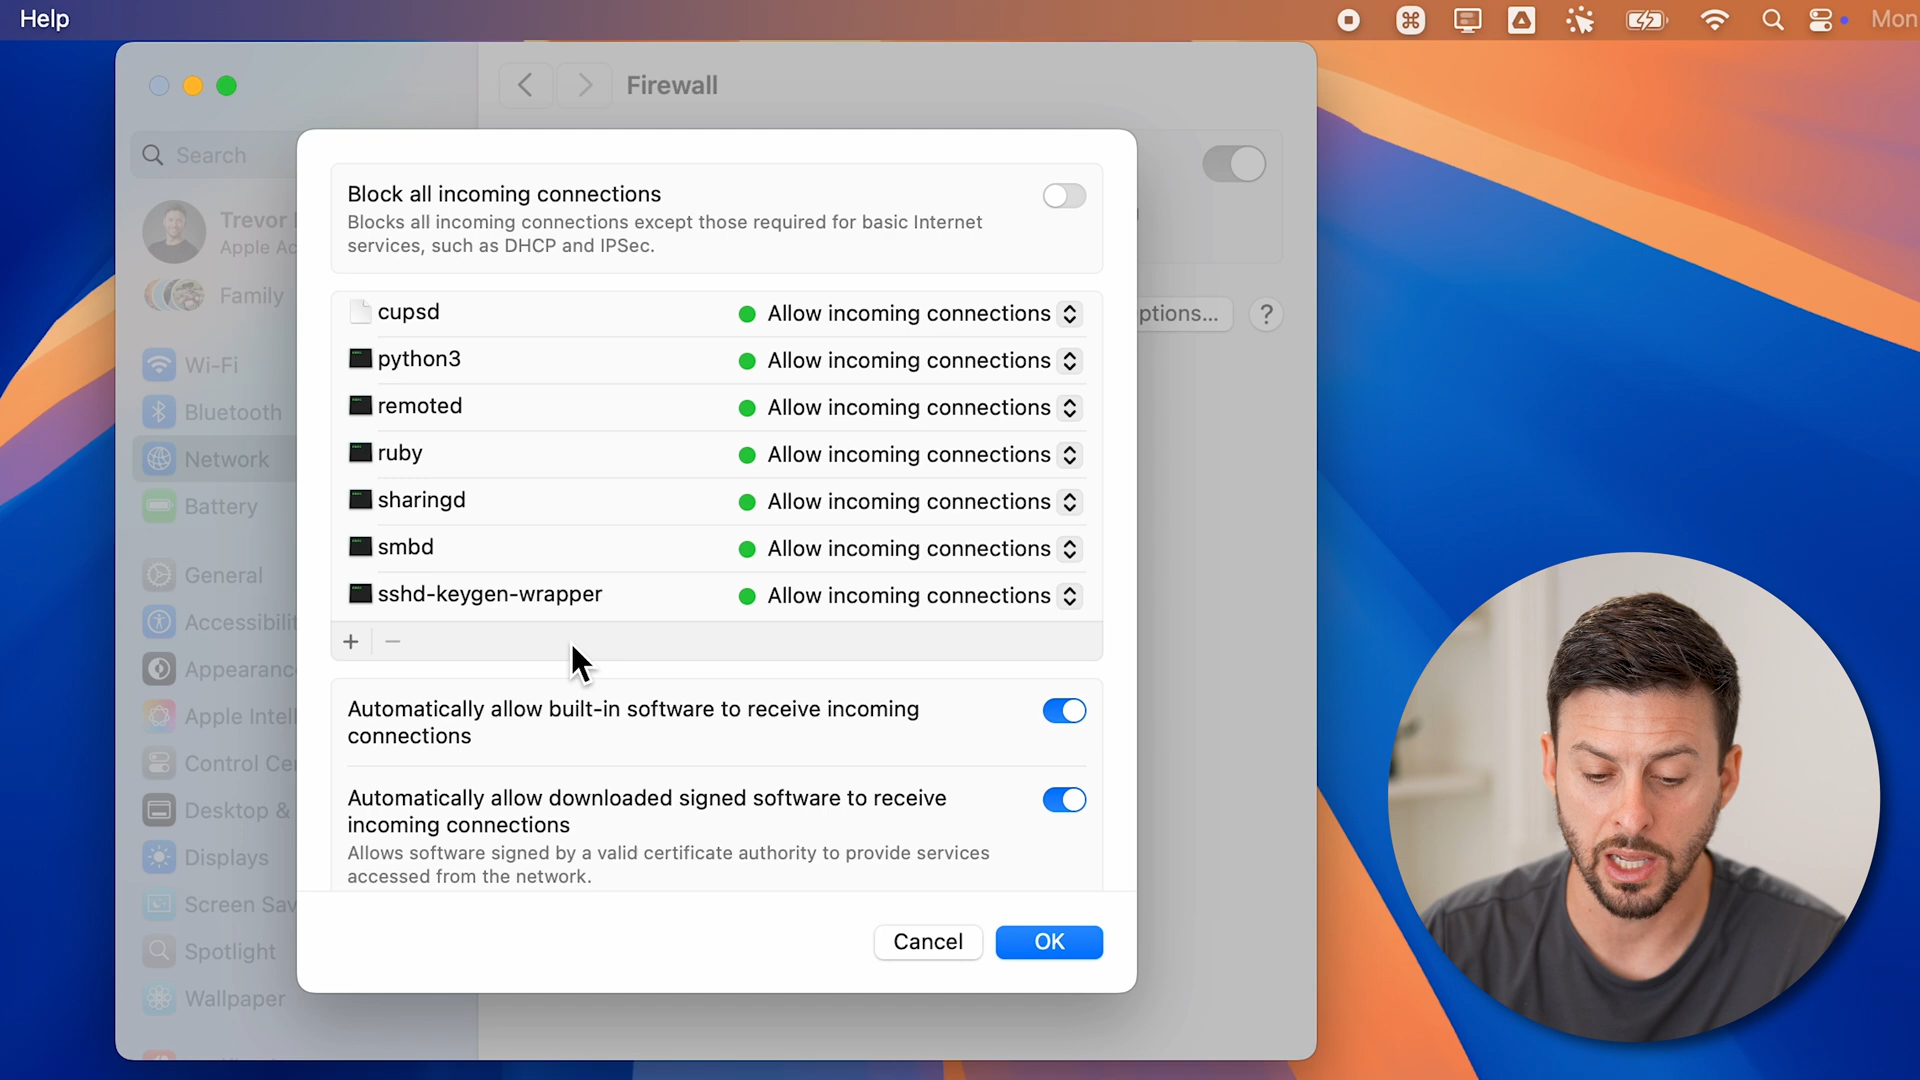 Help
Mon
Firewall
Search
Trevor
Apple Ac
Family
Wi-Fi
Bluetooth
Network
Battery
General
Accessibilit
Appearanc
Apple Intell
Control Cen
Desktop &
Displays
Screen Sav
Spotlight
Wallpaper
ptions...
?
Block all incoming connections
Blocks all incoming connections except those required for basic Internet
services, such as DHCP and IPSec.
cupsd Allow incoming connections
python3 Allow incoming connections
remoted Allow incoming connections
ruby Allow incoming connections
sharingd Allow incoming connections
smbd Allow incoming connections
sshd-keygen-wrapper Allow incoming connections
+ −
Automatically allow built-in software to receive incoming
connections
Automatically allow downloaded signed software to receive
incoming connections
Allows software signed by a valid certificate authority to provide services
accessed from the network.
Cancel OK